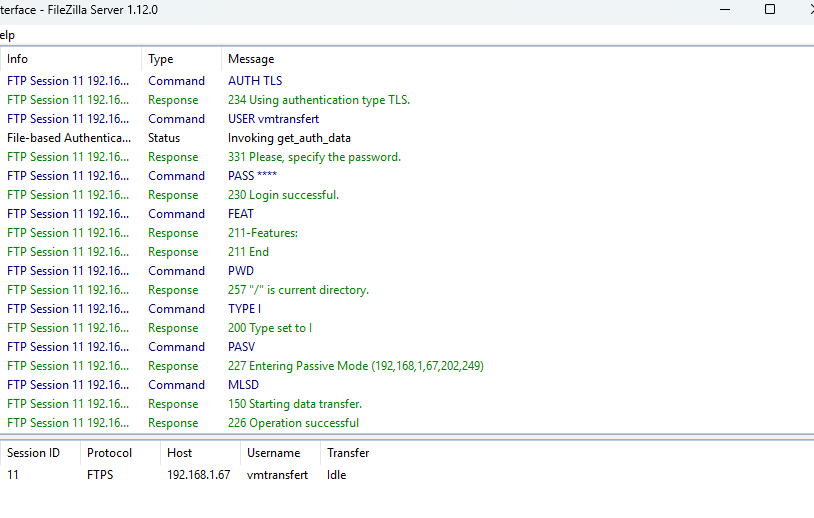 terface - FileZilla Server 1.12.0
elp
Info Type Message
FTP Session 11 192.16... Command AUTH TLS
FTP Session 11 192.16... Response 234 Using authentication type TLS.
FTP Session 11 192.16... Command USER vmtransfert
File-based Authentica... Status Invoking get_auth_data
FTP Session 11 192.16... Response 331 Please, specify the password.
FTP Session 11 192.16... Command PASS ****
FTP Session 11 192.16... Response 230 Login successful.
FTP Session 11 192.16... Command FEAT
FTP Session 11 192.16... Response 211-Features:
FTP Session 11 192.16... Response 211 End
FTP Session 11 192.16... Command PWD
FTP Session 11 192.16... Response 257 "/" is current directory.
FTP Session 11 192.16... Command TYPE I
FTP Session 11 192.16... Response 200 Type set to I
FTP Session 11 192.16... Command PASV
FTP Session 11 192.16... Response 227 Entering Passive Mode (192,168,1,67,202,249)
FTP Session 11 192.16... Command MLSD
FTP Session 11 192.16... Response 150 Starting data transfer.
FTP Session 11 192.16... Response 226 Operation successful
Session ID Protocol Host Username Transfer
11 FTPS 192.168.1.67 vmtransfert Idle